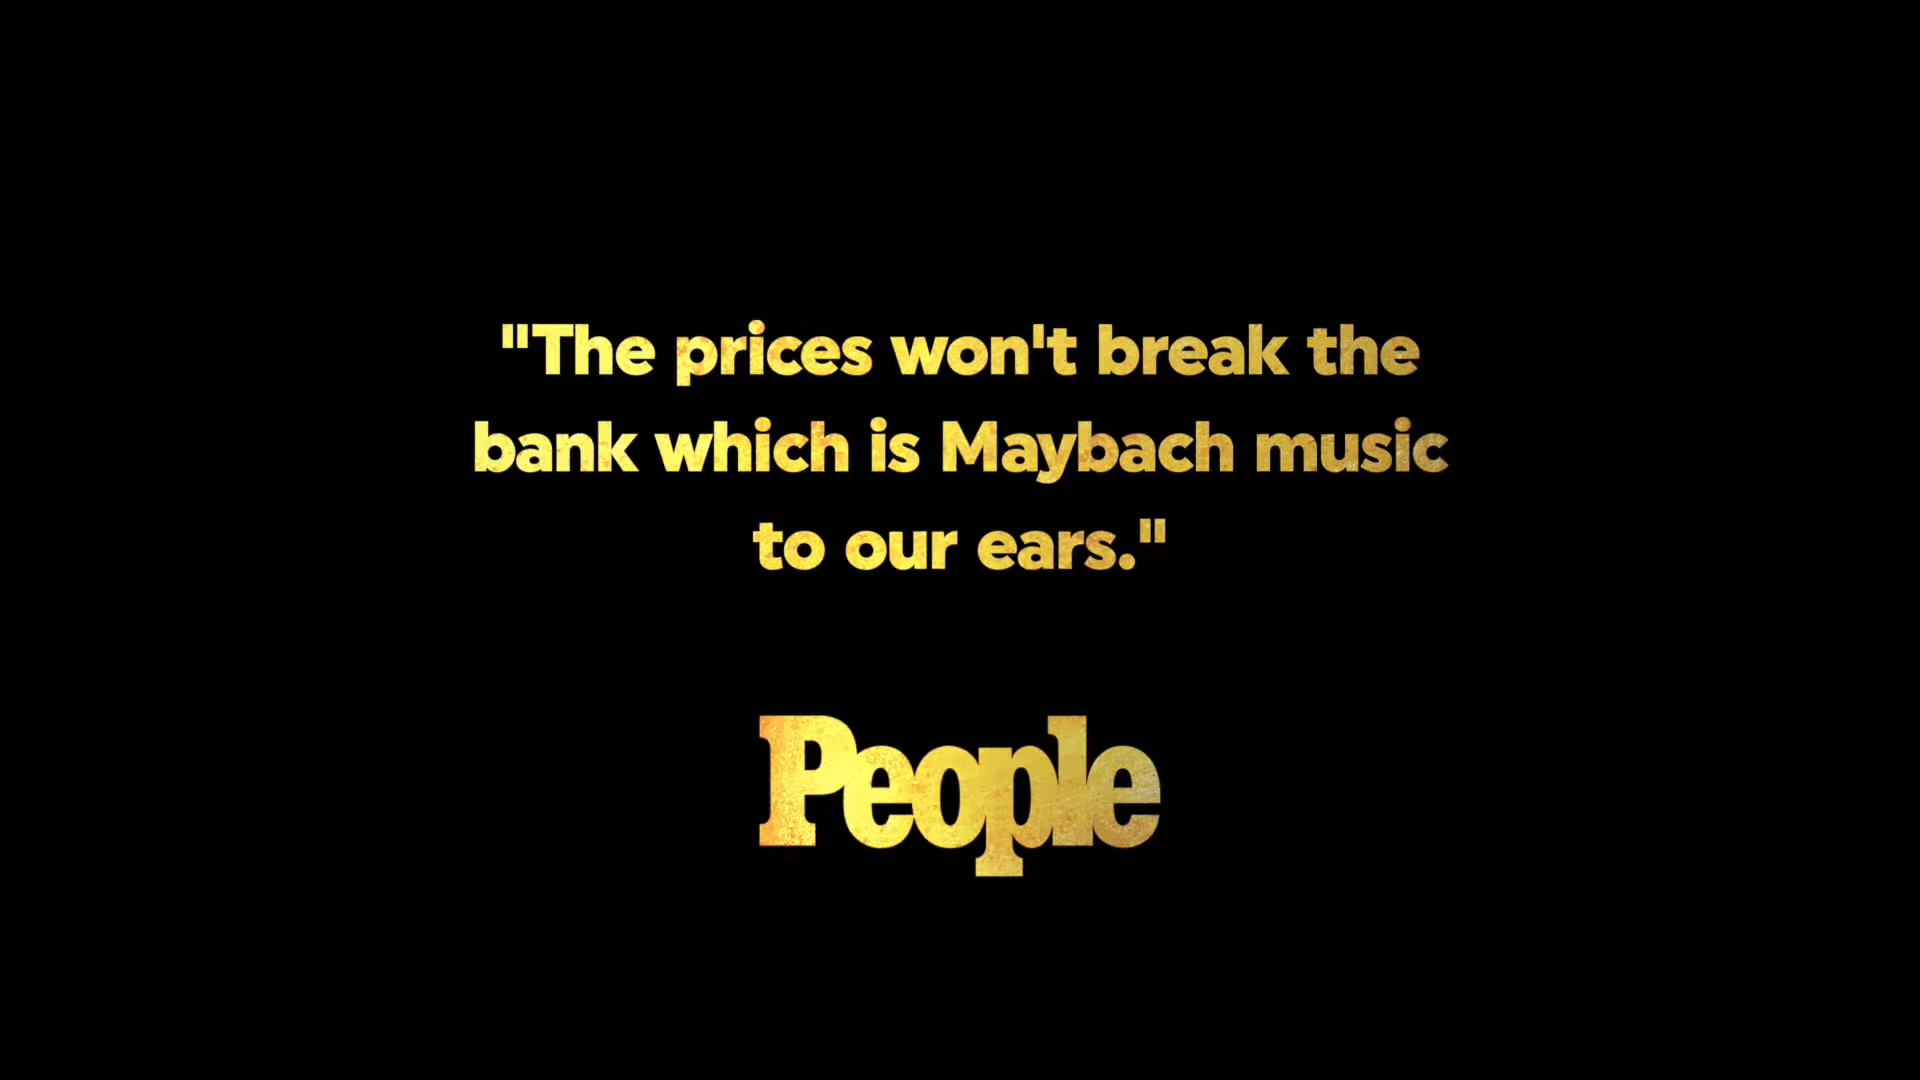 "The prices won't break the
bank which is Maybach music
to our ears."
People